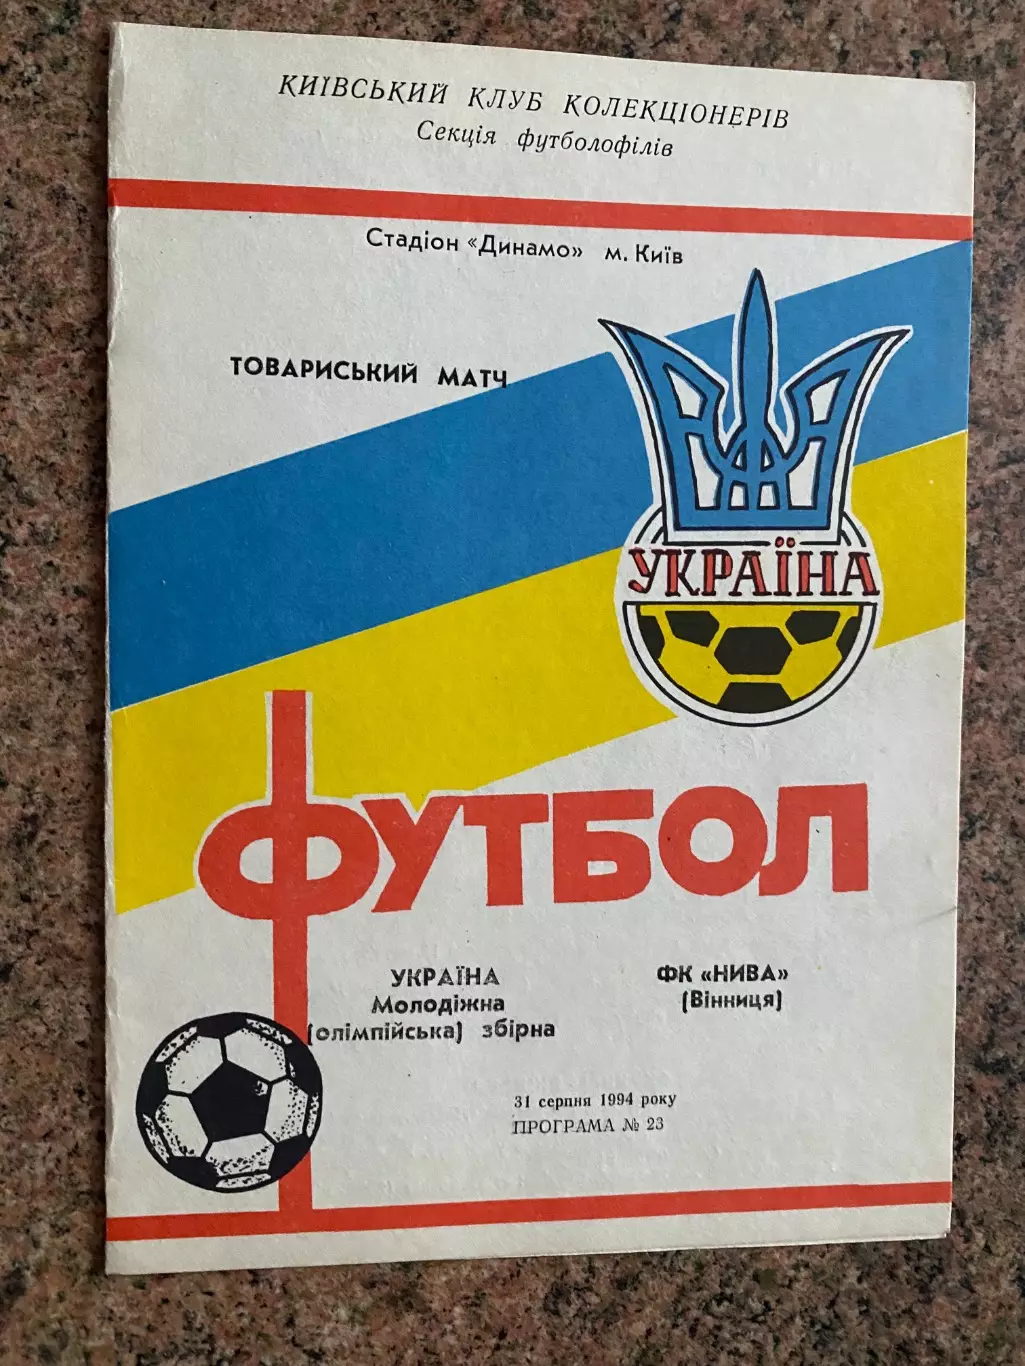 КИЇВСЬКИЙ КЛУБ КОЛЕКЦІОНЕРІВ
Секція футболофілів
Стадіон «Динамо» м. Київ
ТОВАРИСЬКИЙ МАТЧ
УКРАЇНА
ФУТБОЛ
УКРАЇНА
Молодіжна
(олімпійська) збірна
ФК «НИВА»
(Вінниця)
31 серпня 1994 року
ПРОГРАМА № 23